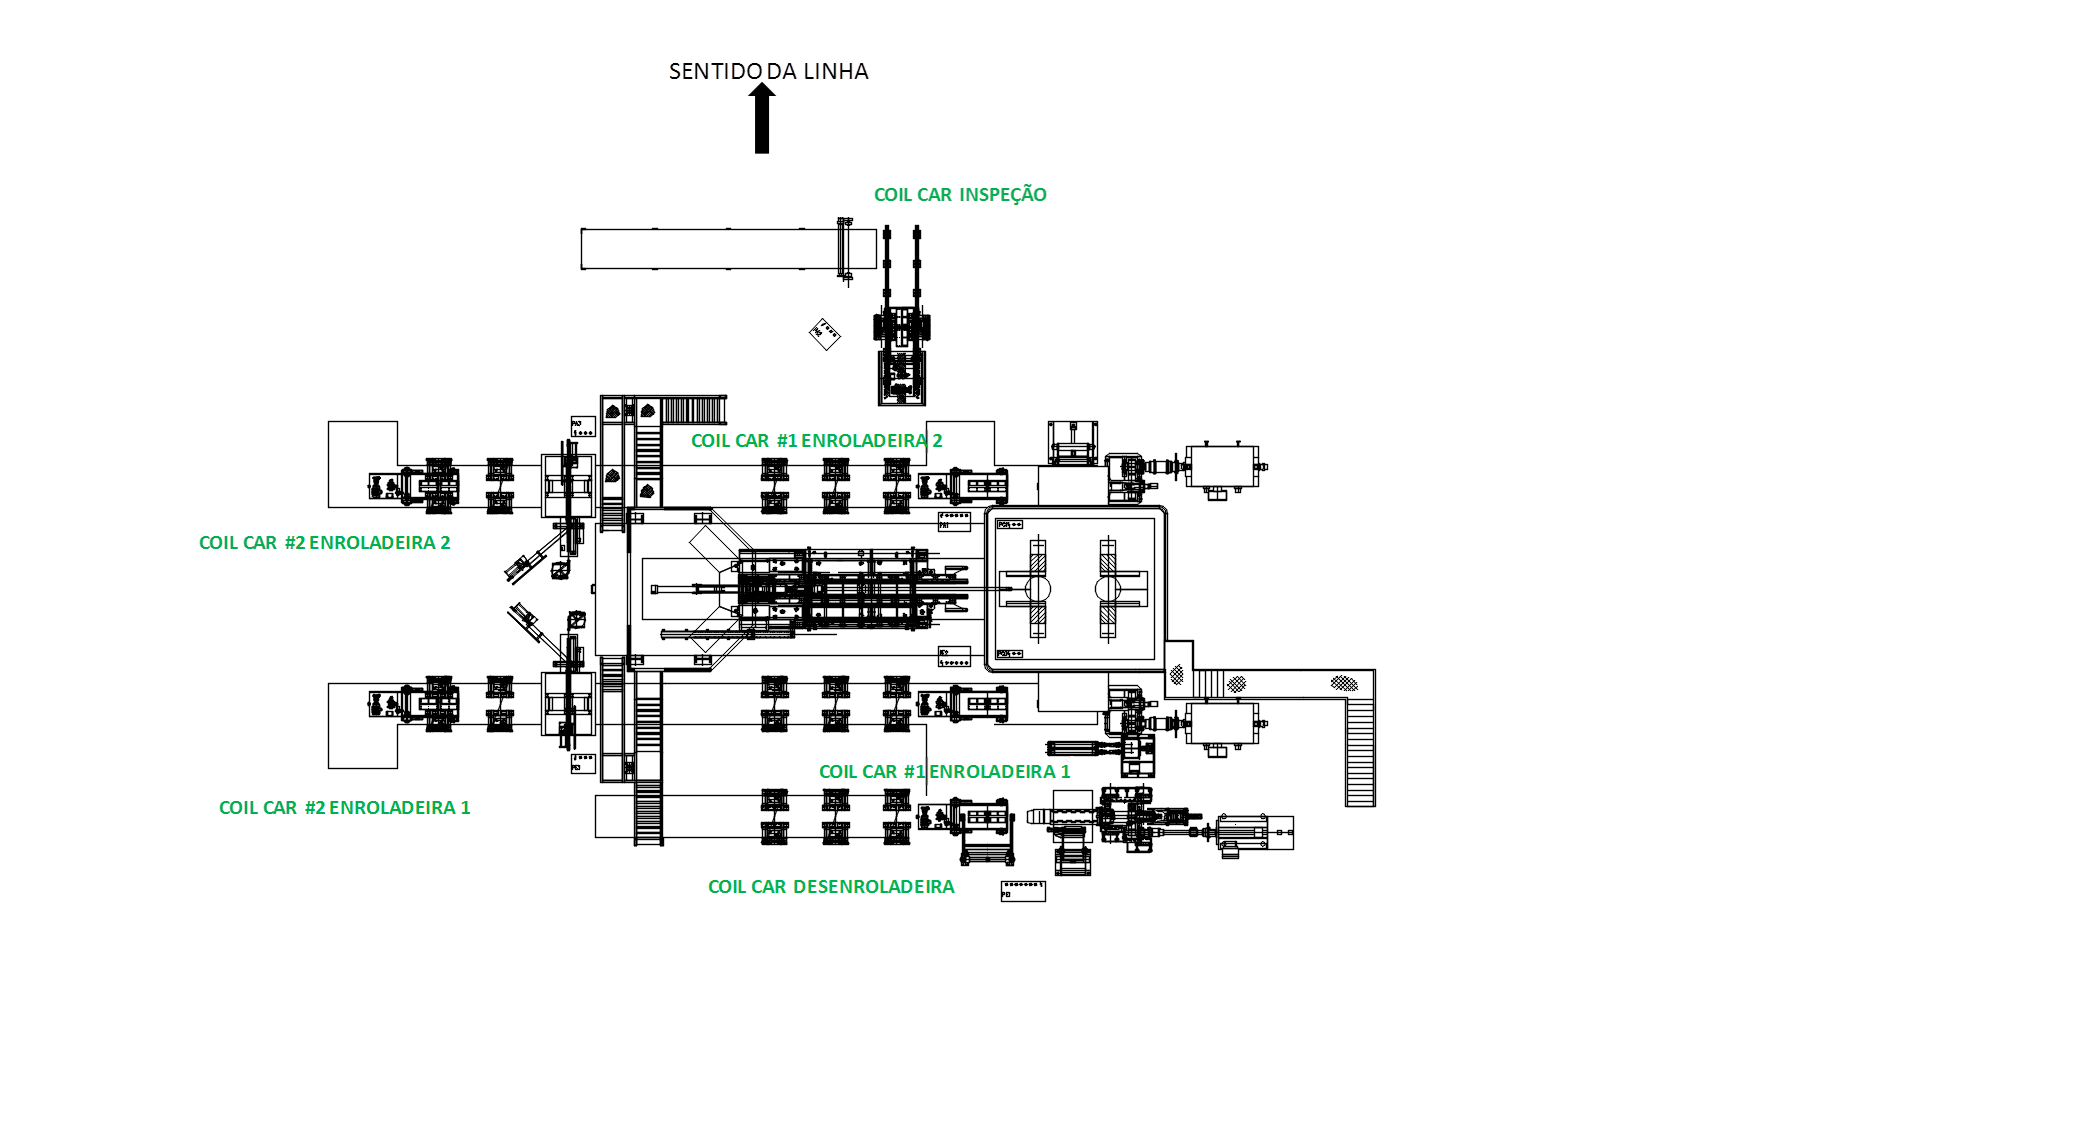 SENTIDO DA LINHA
COIL CAR INSPEÇÃO
COIL CAR #1 ENROLADEIRA 2
COIL CAR #2 ENROLADEIRA 2
COIL CAR #1 ENROLADEIRA 1
COIL CAR #2 ENROLADEIRA 1
COIL CAR DESENROLADEIRA